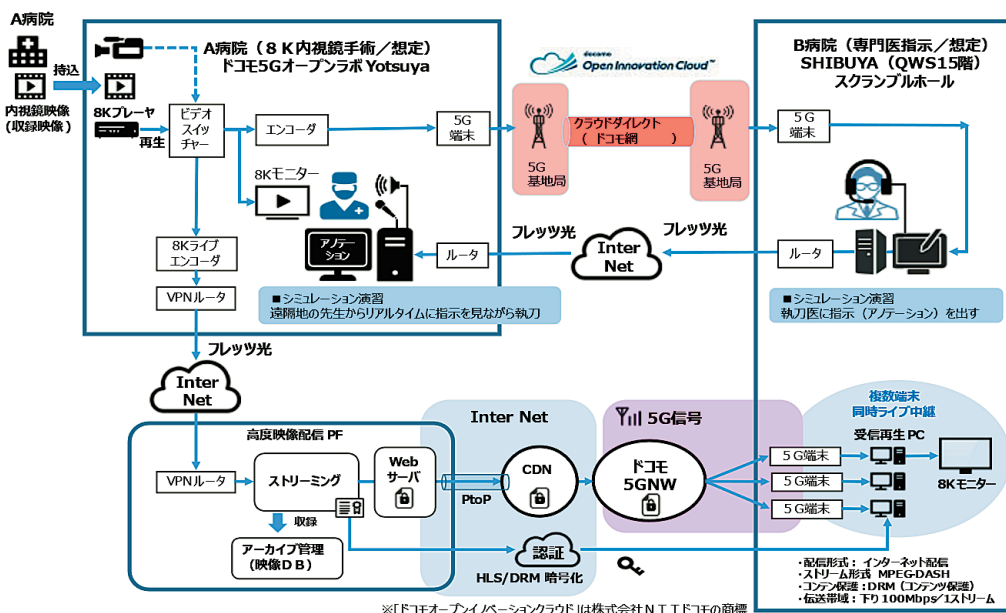 A病院
内視鏡映像
(収録映像)
持込
8Kプレーヤ
再生
A病院(8K内視鏡手術/想定)
ドコモ5Gオープンラボ Yotsuya
ビデオ
スイッ
チャー
エンコーダ
5G
端末
8Kモニター
アノテー
ション
ルータ
8Kライブ
エンコーダ
VPNルータ
■シミュレーション演習
遠隔地の先生からリアルタイムに指示を見ながら執刀
docomo
Open Innovation Cloud™
5G
基地局
クラウドダイレクト
( ドコモ網 )
5G
基地局
フレッツ光
Inter
Net
フレッツ光
B病院(専門医指示/想定)
SHIBUYA(QWS15階)
スクランブルホール
5G
端末
ルータ
■シミュレーション演習
執刀医に指示(アノテーション)を出す
フレッツ光
Inter
Net
高度映像配信 PF
VPNルータ
ストリーミング
Web
サーバ
収録
アーカイブ管理
(映像DB)
PtoP
Inter Net
CDN
認証
HLS/DRM 暗号化
5G信号
ドコモ
5GNW
複数端末
同時ライブ中継
受信再生 PC
5G端末
5G端末
5G端末
8Kモニター
・配信形式: インターネット配信
・ストリーム形式 MPEG-DASH
・コンテン保護:DRM(コンテンツ保護)
・伝送帯域:下り100Mbps/1ストリーム
※「ドコモオープンイノベーションクラウド」は株式会社NTTドコモの商標